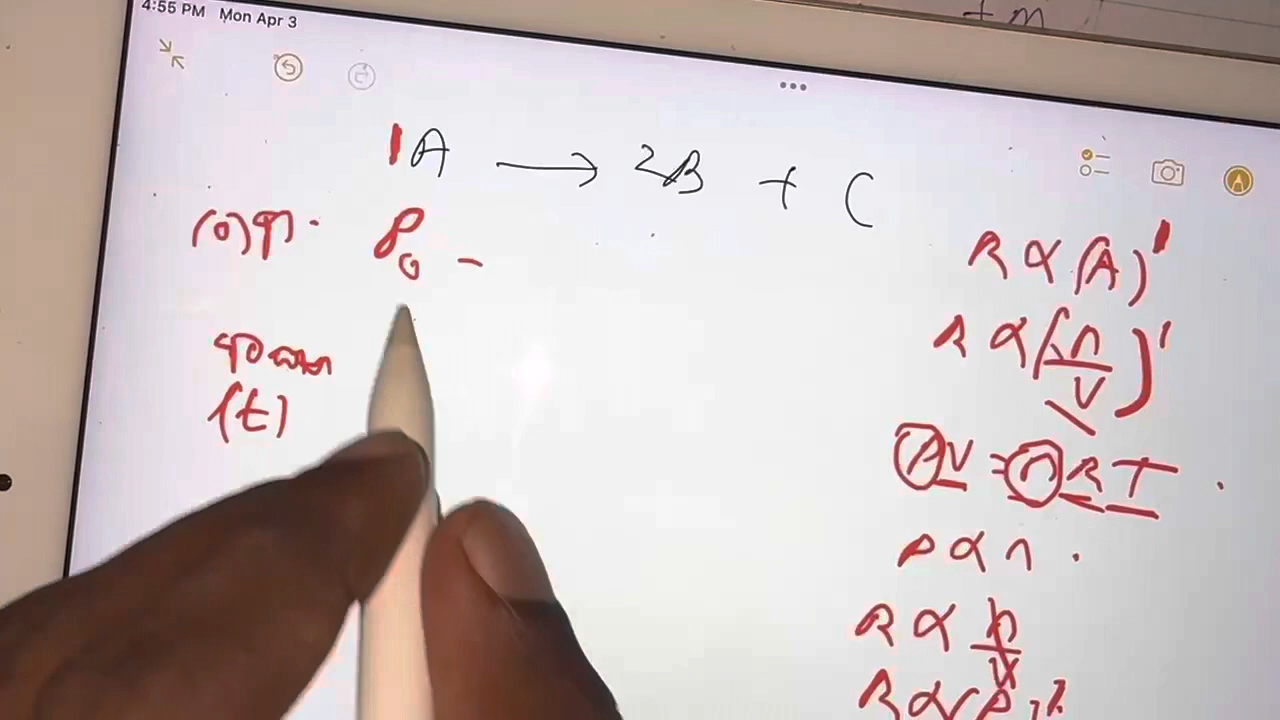 4:55 PM Mon Apr 3
+ m
1A → 2B + C
(0) P₀ -
(t)
R ∝ (A)¹
R ∝ (n/V)¹
PV = nRT
P ∝ n
R ∝ n/V